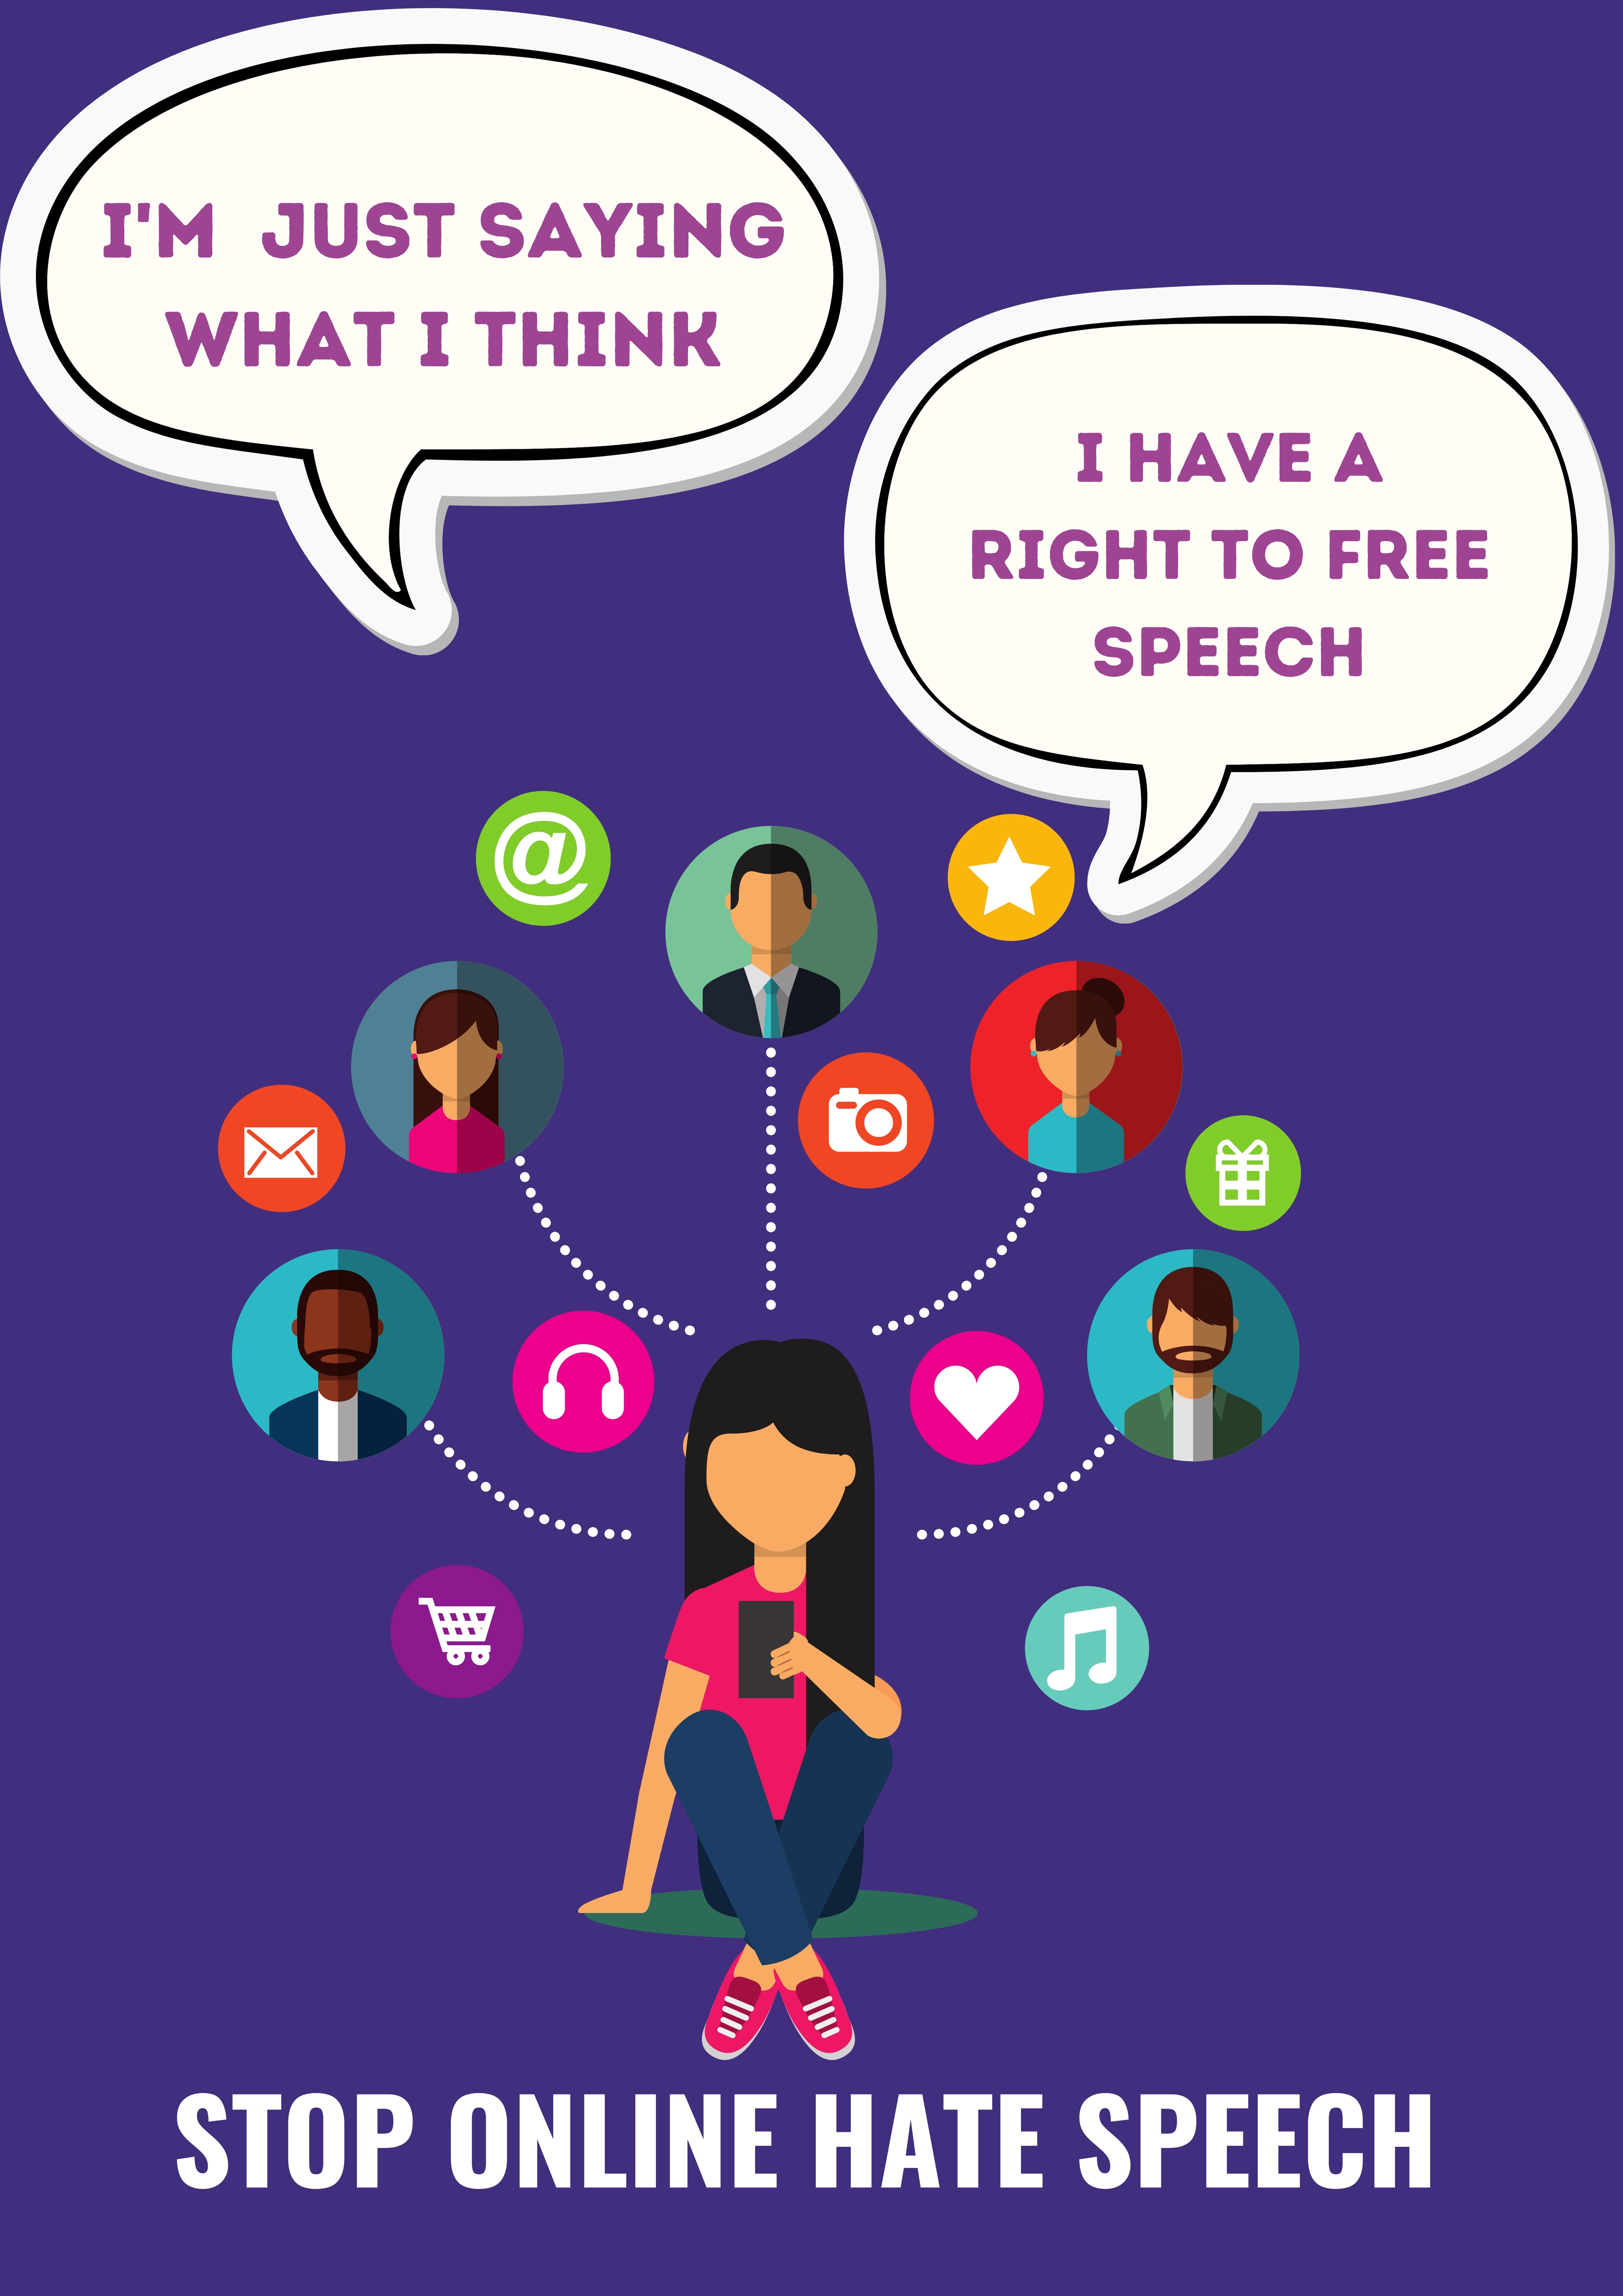 I'M JUST SAYING
WHAT I THINK
I HAVE A
RIGHT TO FREE
SPEECH
@
STOP ONLINE HATE SPEECH